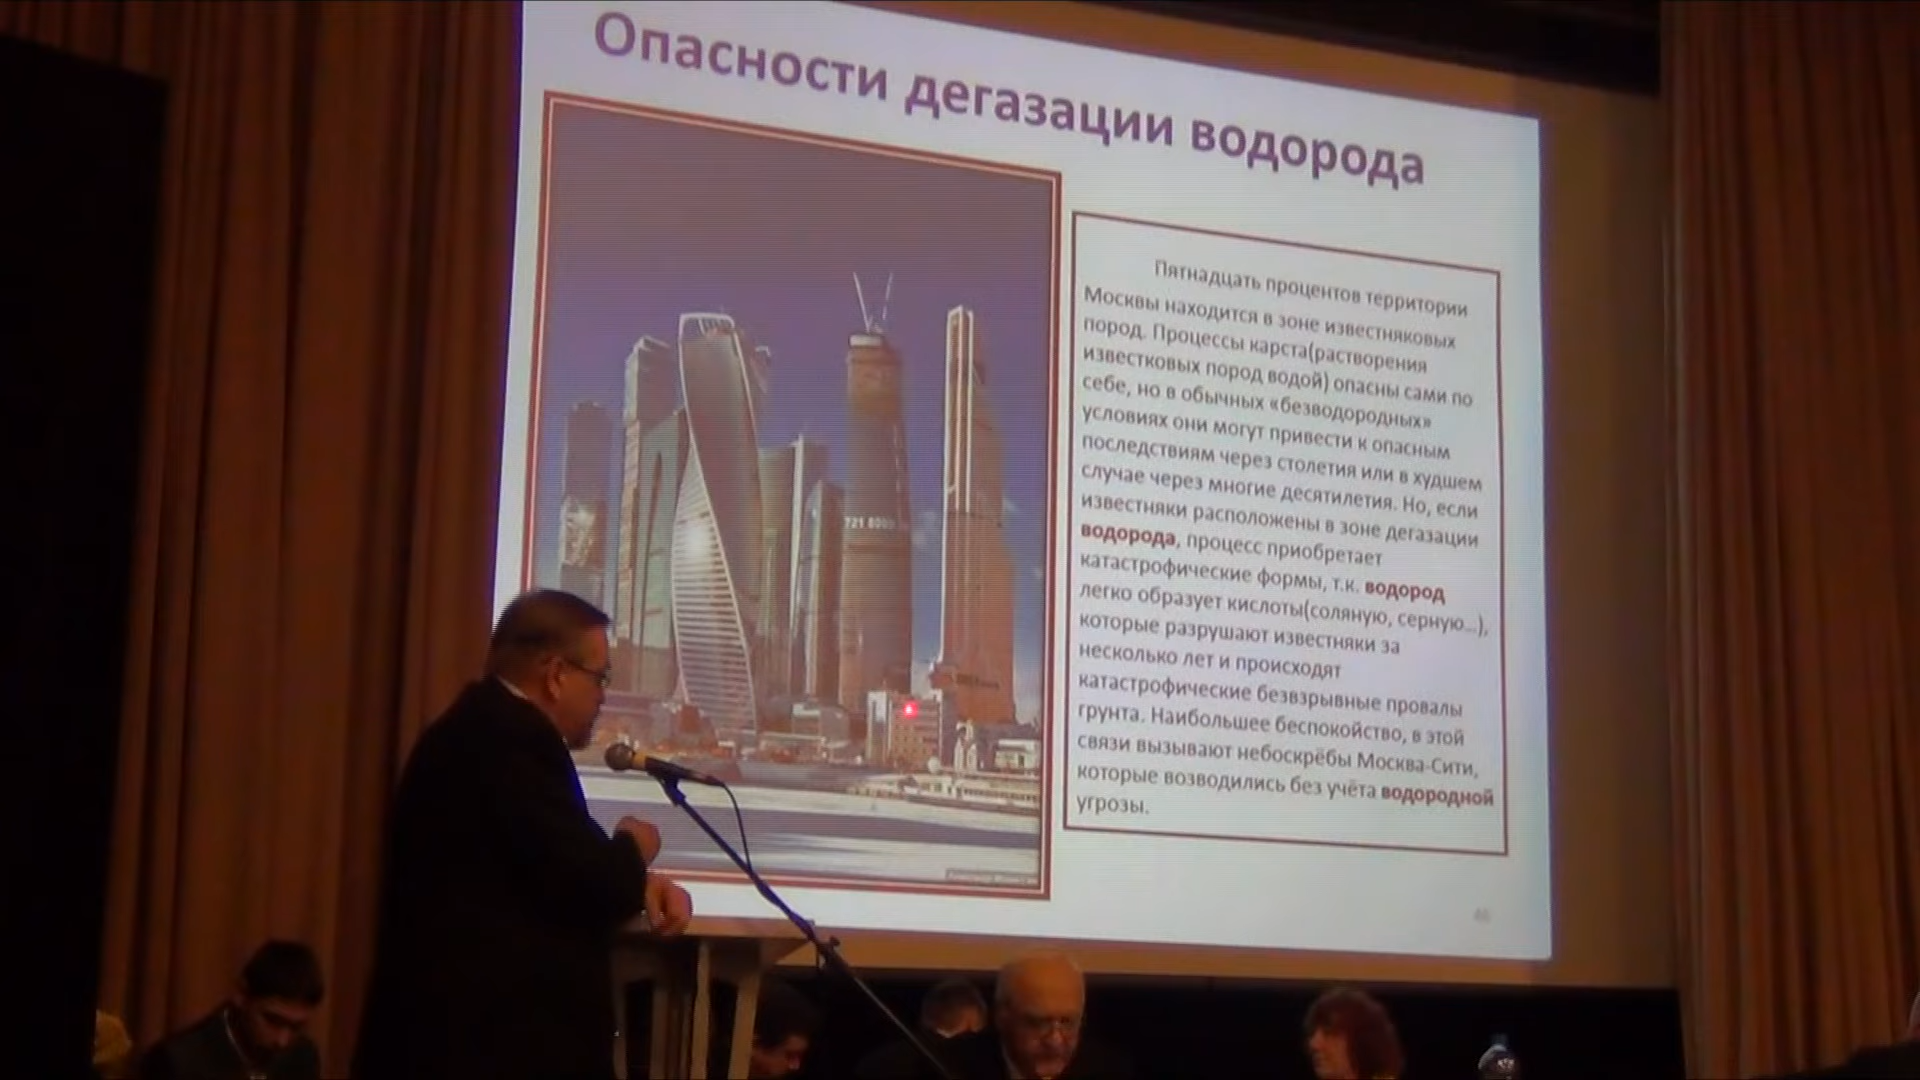 Опасности дегазации водорода
Пятнадцать процентов территории
Москвы находится в зоне известняковых
пород. Процессы карста(растворения
известковых пород водой) опасны сами по
себе, но в обычных «безводородных»
условиях они могут привести к опасным
последствиям через столетия или в худшем
случае через многие десятилетия. Но, если
известняки расположены в зоне дегазации
водорода, процесс приобретает
катастрофические формы, т.к. водород
легко образует кислоты(соляную, серную...),
которые разрушают известняки за
несколько лет и происходят
катастрофические безвзрывные провалы
грунта. Наибольшее беспокойство, в этой
связи вызывают небоскрёбы Москва-Сити,
которые возводились без учёта водородной
угрозы.